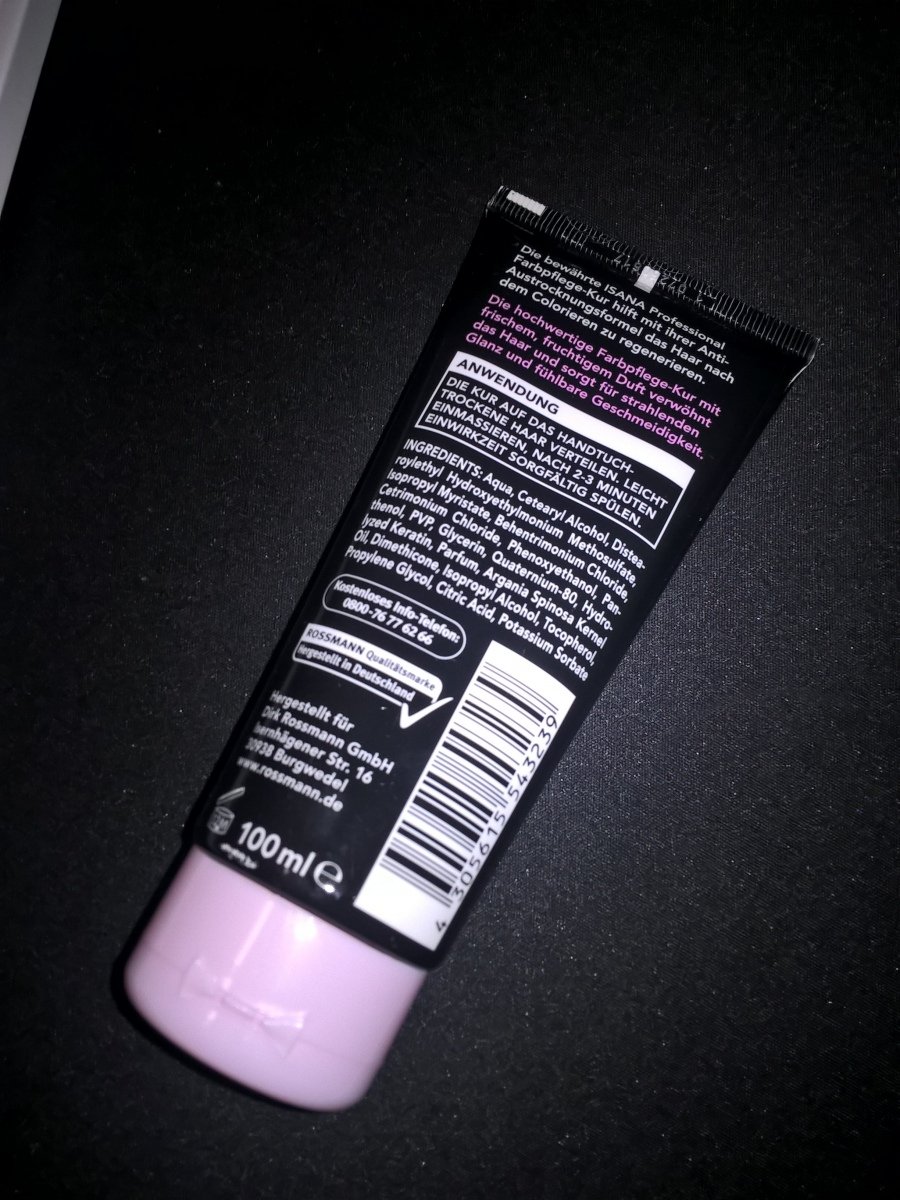 Die bewährte ISANA Professional
Farbpflege-Kur hilft mit ihrer Anti-
Austrocknungsformel das Haar nach
dem Colorieren zu regenerieren.
Die hochwertige Farbpflege-Kur mit
frischem, fruchtigem Duft verwöhnt
das Haar und sorgt für strahlenden
Glanz und fühlbare Geschmeidigkeit.
ANWENDUNG
DIE KUR AUF DAS HANDTUCH-
TROCKENE HAAR VERTEILEN. LEICHT
EINMASSIEREN. NACH 2-3 MINUTEN
EINWIRKZEIT SORGFÄLTIG SPÜLEN.
INGREDIENTS: Aqua, Cetearyl Alcohol, Distea-
roylethyl Hydroxyethylmonium Methosulfate,
Isopropyl Myristate, Behentrimonium Chloride,
Cetrimonium Chloride, Phenoxyethanol, Pan-
thenol, PVP, Glycerin, Quaternium-80, Hydro-
lyzed Keratin, Parfum, Argania Spinosa Kernel
Oil, Dimethicone, Isopropyl Alcohol, Tocopherol,
Propylene Glycol, Citric Acid, Potassium Sorbate
Kostenloses Info-Telefon:
0800-76 77 62 66
ROSSMANN Qualitätsmarke
Hergestellt in Deutschland
Hergestellt für
Dirk Rossmann GmbH
Isernhägener Str. 16
30938 Burgwedel
www.rossmann.de
100 ml e
4 305615 543239